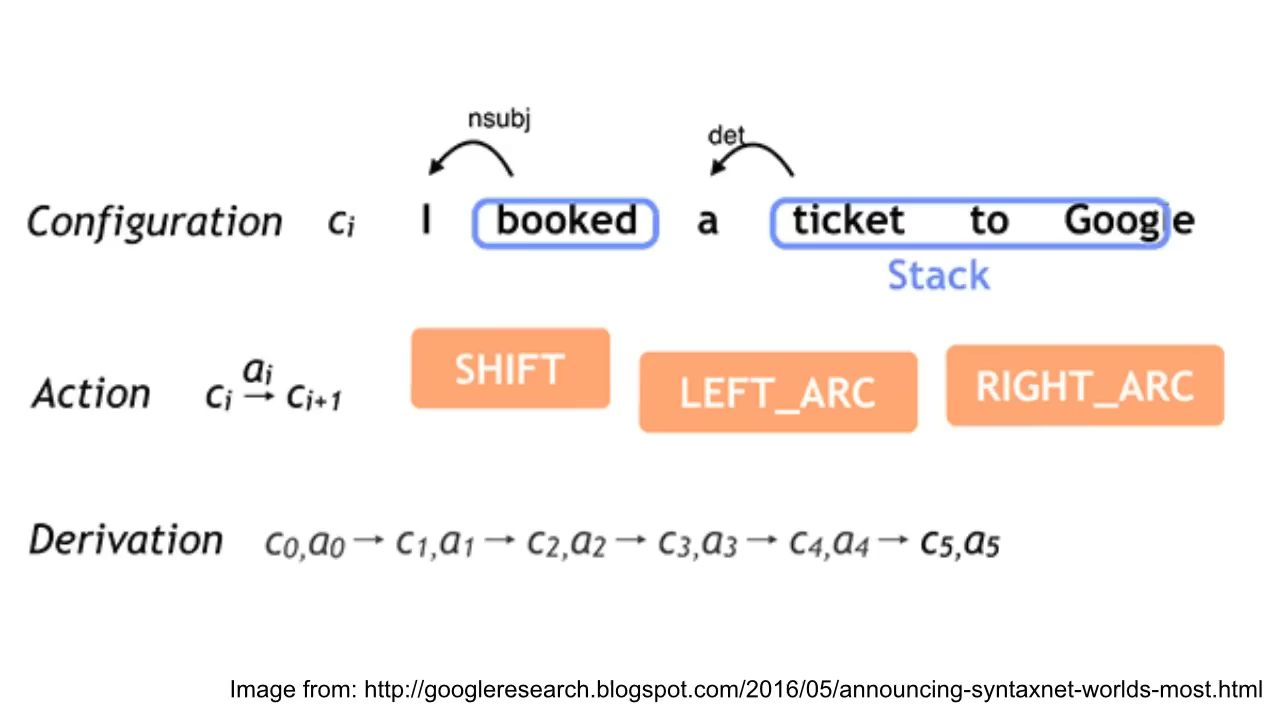 nsubj
det
Configuration ci I booked a ticket to Google
Stack
Action ci ai → ci+1 SHIFT LEFT_ARC RIGHT_ARC
Derivation c0,a0 → c1,a1 → c2,a2 → c3,a3 → c4,a4 → c5,a5
Image from: http://googleresearch.blogspot.com/2016/05/announcing-syntaxnet-worlds-most.html